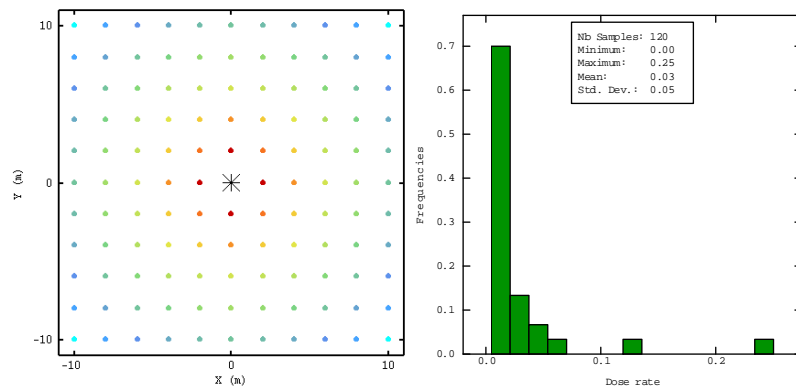 10
0
-10
-10
0
10
X (m)
Y (m)
Nb Samples: 120
Minimum: 0.00
Maximum: 0.25
Mean: 0.03
Std. Dev.: 0.05
0.7
0.6
0.5
0.4
0.3
0.2
0.1
0.0
0.0
0.1
0.2
Dose rate
Frequencies